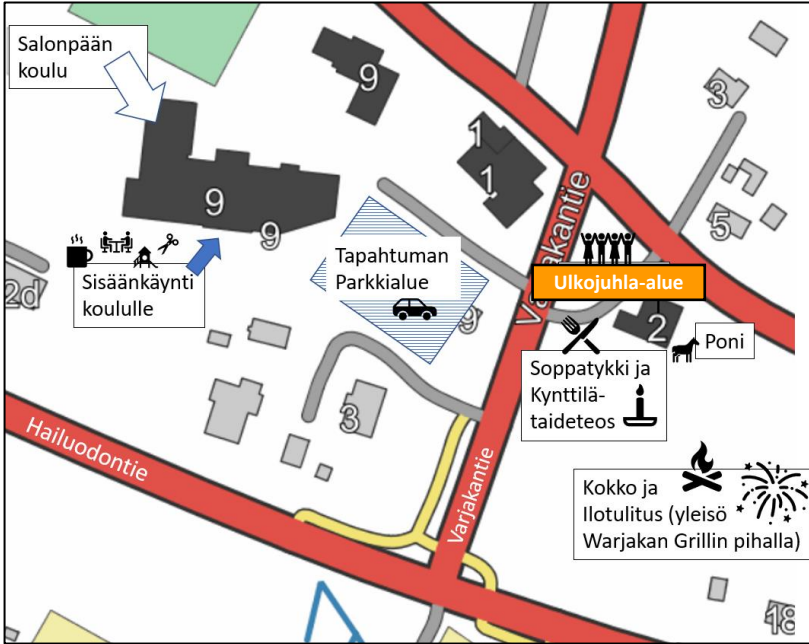 Salonpään
koulu
9
3
1
1
9
9
5
Varjakantie
Tapahtuman
Parkkialue
Ulkojuhla-alue
Sisäänkäynti
koululle
2d
9
2
Poni
Soppatykki ja
Kynttilä-
taideteos
3
Hailuodontie
Varjakantie
Kokko ja
Ilotulitus (yleisö
Warjakan Grillin pihalla)
18